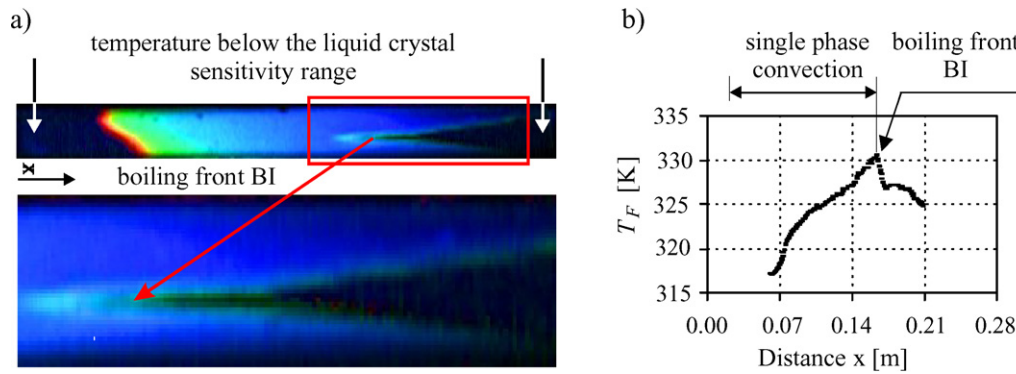 a)
temperature below the liquid crystal
sensitivity range
x
boiling front BI
b)
single phase
convection
boiling front
BI
335
330
325
320
315
T_F [K]
0.00 0.07 0.14 0.21 0.28
Distance x [m]